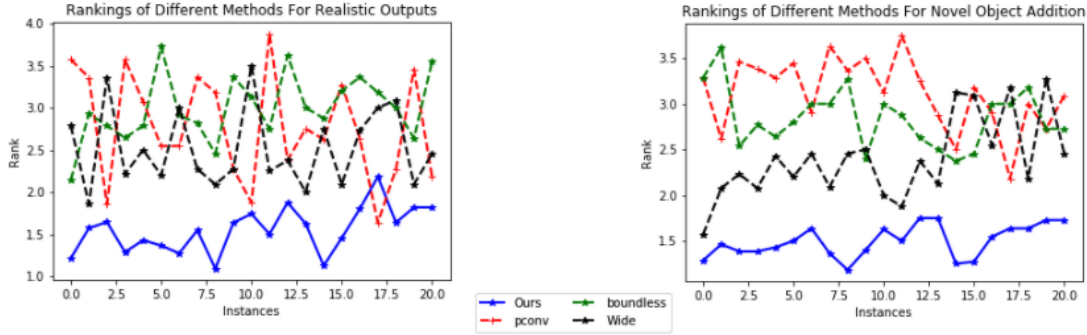 Rankings of Different Methods For Realistic Outputs
4.0
3.5
3.0
2.5
2.0
1.5
1.0
Rank
0.0 2.5 5.0 7.5 10.0 12.5 15.0 17.5 20.0
Instances
Ours
pconv
boundless
Wide
Rankings of Different Methods For Novel Object Addition
3.5
3.0
2.5
2.0
1.5
Rank
0.0 2.5 5.0 7.5 10.0 12.5 15.0 17.5 20.0
Instances